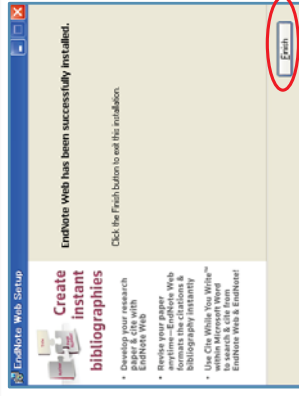 EndNote Web Setup
Create
instant
bibliographies
• Develop your research
paper & cite with
EndNote Web
• Revise your paper
anytime—EndNote Web
formats the citations &
bibliography instantly
• Use Cite While You Write™
within Microsoft Word
to search & cite from
EndNote Web & EndNote!
EndNote Web has been successfully installed.
Click the Finish button to exit this installation.
Finish